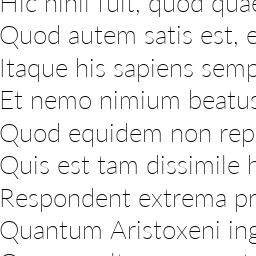 Hic nihil fuit, quod quae
Quod autem satis est, e
Itaque his sapiens semp
Et nemo nimium beatus
Quod equidem non rep
Quis est tam dissimile h
Respondent extrema pr
Quantum Aristoxeni ing